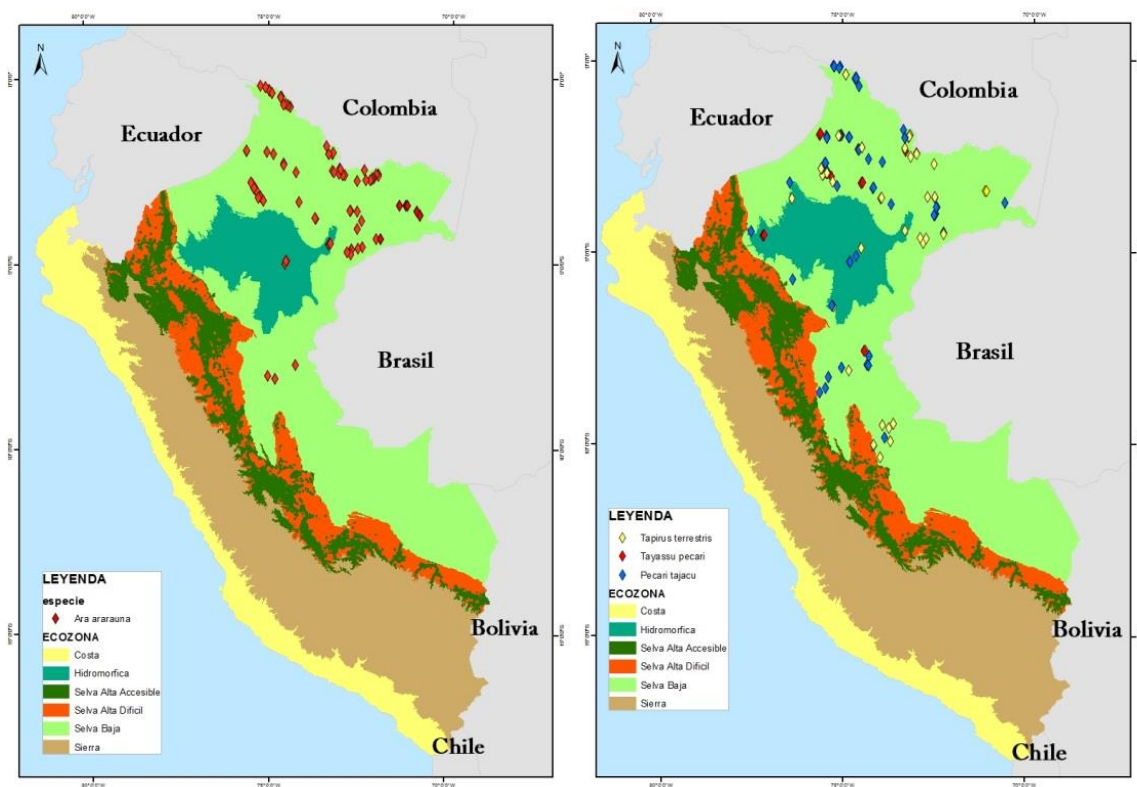 N
Colombia
Ecuador
Brasil
Bolivia
Chile
LEYENDA
especie
Ara ararauna
ECOZONA
Costa
Hidromorfica
Selva Alta Accesible
Selva Alta Dificil
Selva Baja
Sierra
N
Colombia
Ecuador
Brasil
Bolivia
Chile
LEYENDA
Tapirus terrestris
Tayassu pecari
Pecari tajacu
ECOZONA
Costa
Hidromorfica
Selva Alta Accesible
Selva Alta Dificil
Selva Baja
Sierra